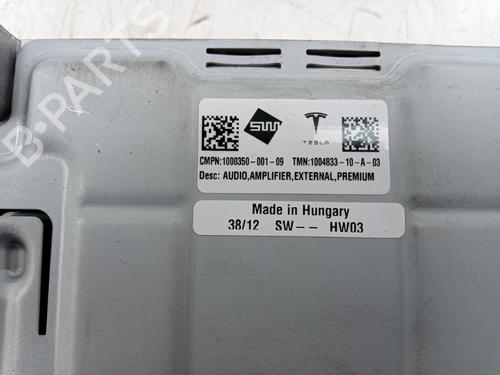 B-PARTS
SW
TESLA
CMPN:1000350-001-09 TMN:1004833-10-A-03
Desc: AUDIO,AMPLIFIER,EXTERNAL,PREMIUM
Made in Hungary
38/12 SW-- HW03